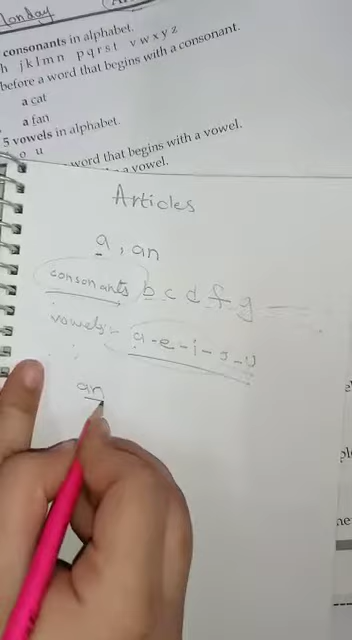 Monday
consonants in alphabet.
h j k l m n p q r s t v w x y z
before a word that begins with a consonant.
a cat
a fan
5 vowels in alphabet.
o u
word that begins with a vowel.
a vowel.
Articles
a , an
consonants b c d f g
vowels:- a - e - i - o - u
an